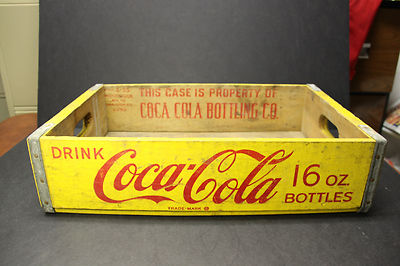 THIS CASE IS PROPERTY OF
COCA COLA BOTTLING CO.
DRINK
Coca-Cola
16 OZ.
BOTTLES
TRADE-MARK ®